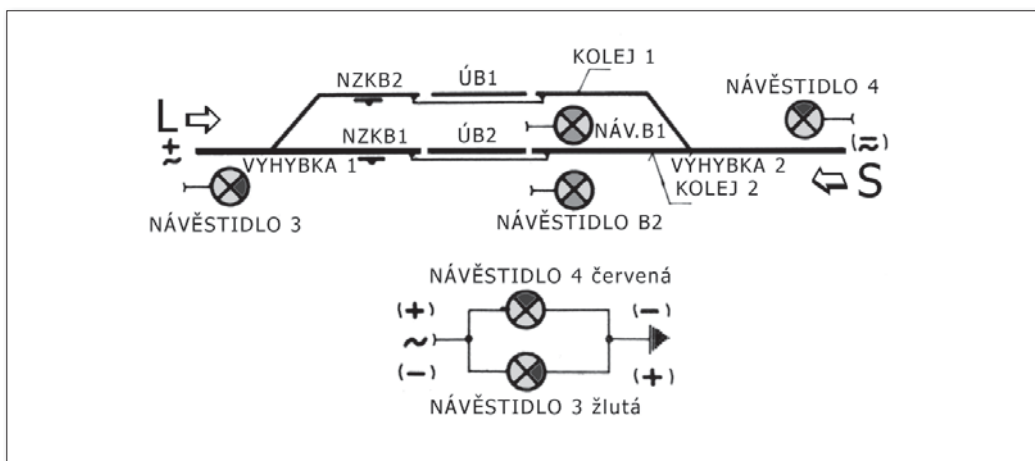 KOLEJ 1
NZKB2
ÚB1
NÁVĚSTIDLO 4
L
NZKB1
ÚB2
NÁV.B1
+
~
(≂)
VÝHYBKA 1
VÝHYBKA 2
S
KOLEJ 2
NÁVĚSTIDLO 3
NÁVĚSTIDLO B2
NÁVĚSTIDLO 4 červená
(+)
(-)
~
(-)
(+)
NÁVĚSTIDLO 3 žlutá